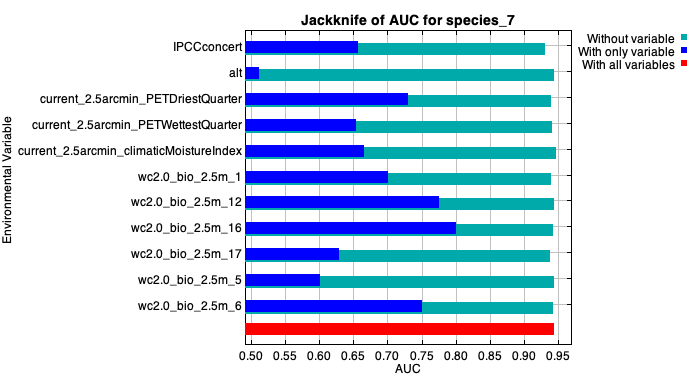 Jackknife of AUC for species_7
Without variable
With only variable
With all variables
Environmental Variable
IPCCconcert
alt
current_2.5arcmin_PETDriestQuarter
current_2.5arcmin_PETWettestQuarter
current_2.5arcmin_climaticMoistureIndex
wc2.0_bio_2.5m_1
wc2.0_bio_2.5m_12
wc2.0_bio_2.5m_16
wc2.0_bio_2.5m_17
wc2.0_bio_2.5m_5
wc2.0_bio_2.5m_6
0.50 0.55 0.60 0.65 0.70 0.75 0.80 0.85 0.90 0.95
AUC